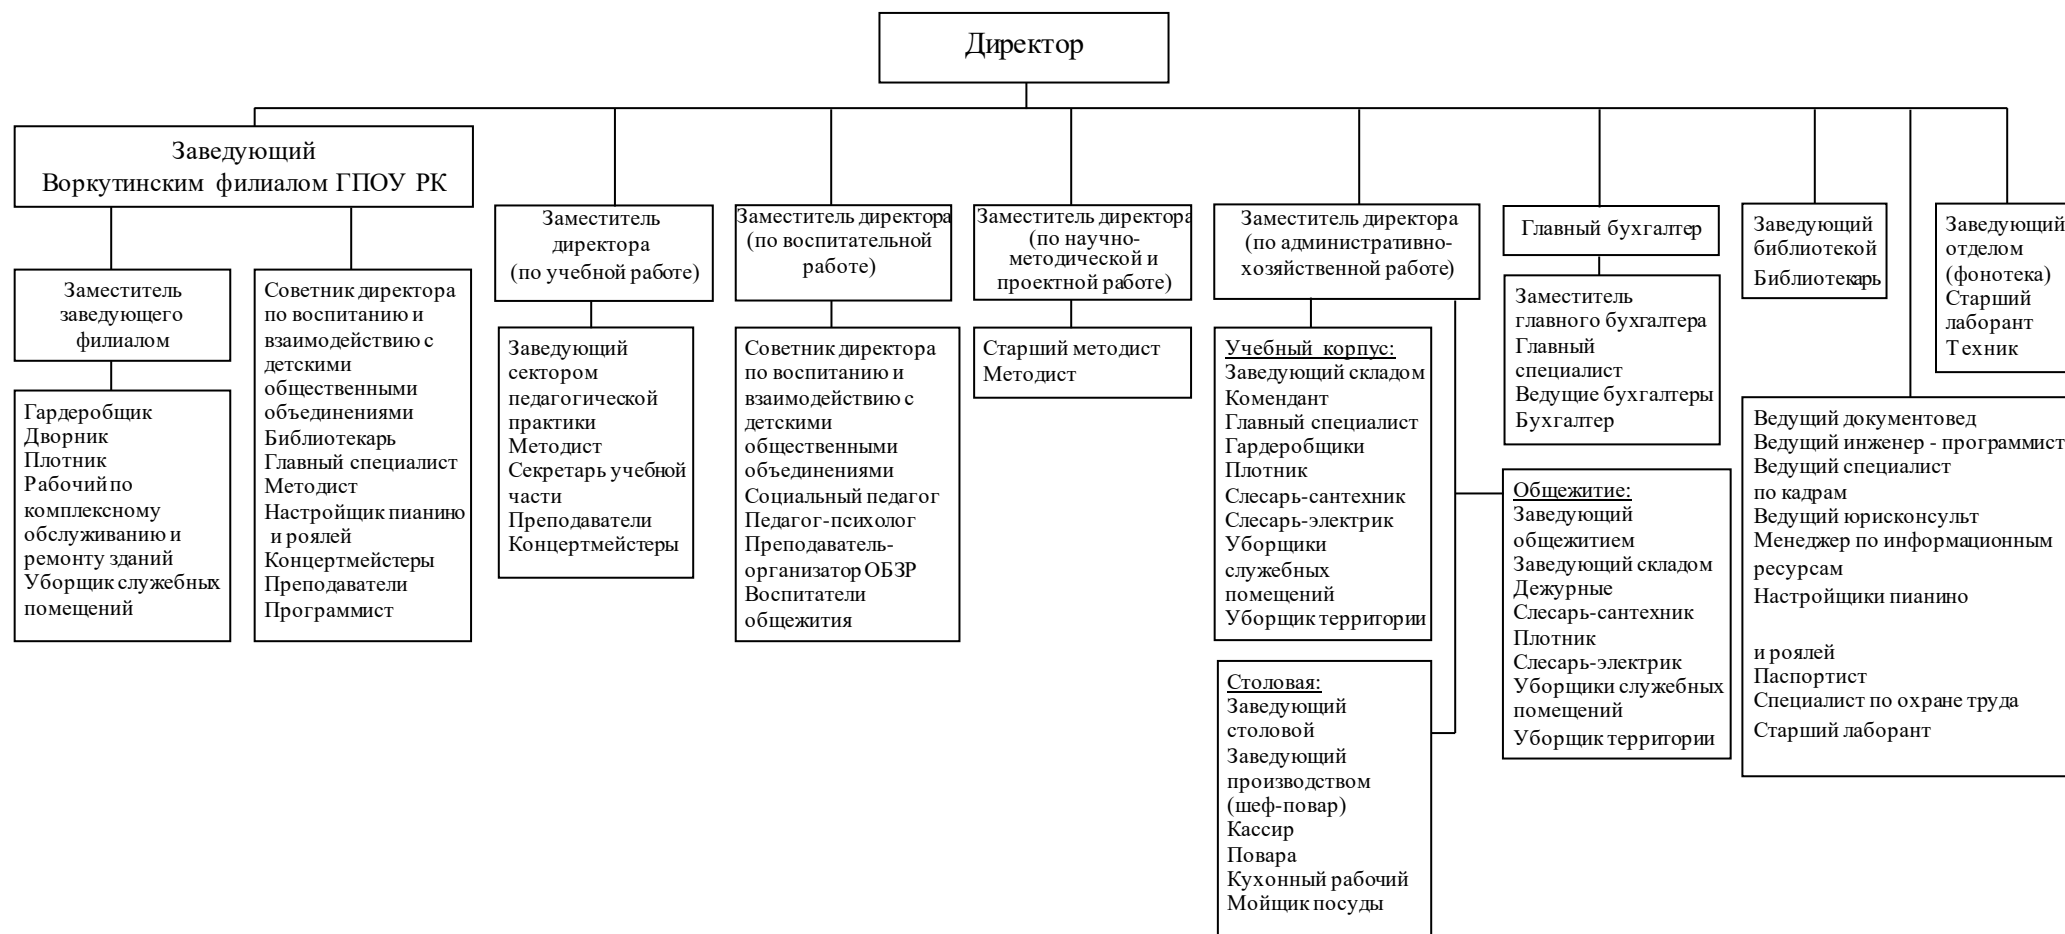 Директор
Заведующий
Воркутинским филиалом ГПОУ РК
Заместитель
заведующего
филиалом
Гардеробщик
Дворник
Плотник
Рабочий по
комплексному
обслуживанию и
ремонту зданий
Уборщик служебных
помещений
Советник директора
по воспитанию и
взаимодействию с
детскими
общественными
объединениями
Библиотекарь
Главный специалист
Методист
Настройщик пианино
и роялей
Концертмейстеры
Преподаватели
Программист
Заместитель
директора
(по учебной работе)
Заведующий
сектором
педагогической
практики
Методист
Секретарь учебной
части
Преподаватели
Концертмейстеры
Заместитель директора
(по воспитательной
работе)
Советник директора
по воспитанию и
взаимодействию с
детскими
общественными
объединениями
Социальный педагог
Педагог-психолог
Преподаватель-
организатор ОБЗР
Воспитатели
общежития
Заместитель директора
(по научно-
методической и
проектной работе)
Старший методист
Методист
Заместитель директора
(по административно-
хозяйственной работе)
Учебный корпус:
Заведующий складом
Комендант
Главный специалист
Гардеробщики
Плотник
Слесарь-сантехник
Слесарь-электрик
Уборщики
служебных
помещений
Уборщик территории
Столовая:
Заведующий
столовой
Заведующий
производством
(шеф-повар)
Кассир
Повара
Кухонный рабочий
Мойщик посуды
Главный бухгалтер
Заместитель
главного бухгалтера
Главный
специалист
Ведущие бухгалтеры
Бухгалтер
Общежитие:
Заведующий
общежитием
Заведующий складом
Дежурные
Слесарь-сантехник
Плотник
Слесарь-электрик
Уборщики служебных
помещений
Уборщик территории
Заведующий
библиотекой
Библиотекарь
Ведущий документовед
Ведущий инженер - программист
Ведущий специалист
по кадрам
Ведущий юрисконсульт
Менеджер по информационным
ресурсам
Настройщики пианино
и роялей
Паспортист
Специалист по охране труда
Старший лаборант
Заведующий
отделом
(фонотека)
Старший
лаборант
Техник